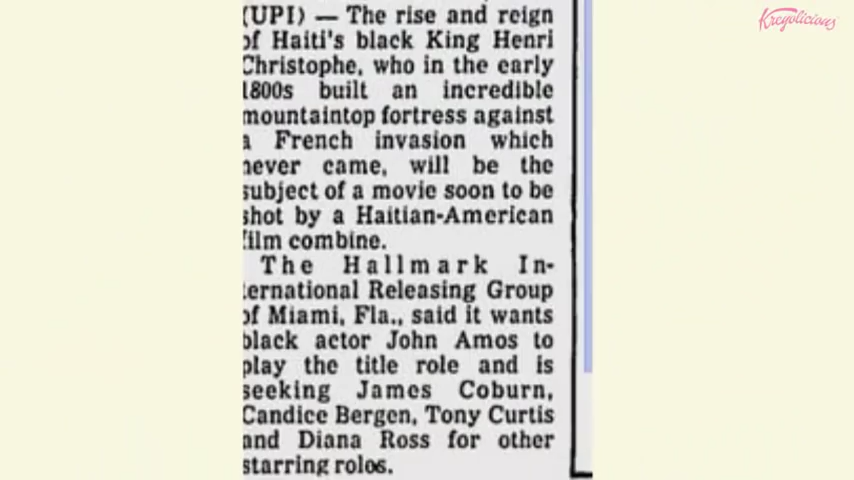 Kreyolicious
(UPI) — The rise and reign
of Haiti's black King Henri
Christophe, who in the early
1800s built an incredible
mountaintop fortress against
a French invasion which
never came, will be the
subject of a movie soon to be
shot by a Haitian-American
film combine.
The Hallmark In-
ternational Releasing Group
of Miami, Fla., said it wants
black actor John Amos to
play the title role and is
seeking James Coburn,
Candice Bergen, Tony Curtis
and Diana Ross for other
starring roles.